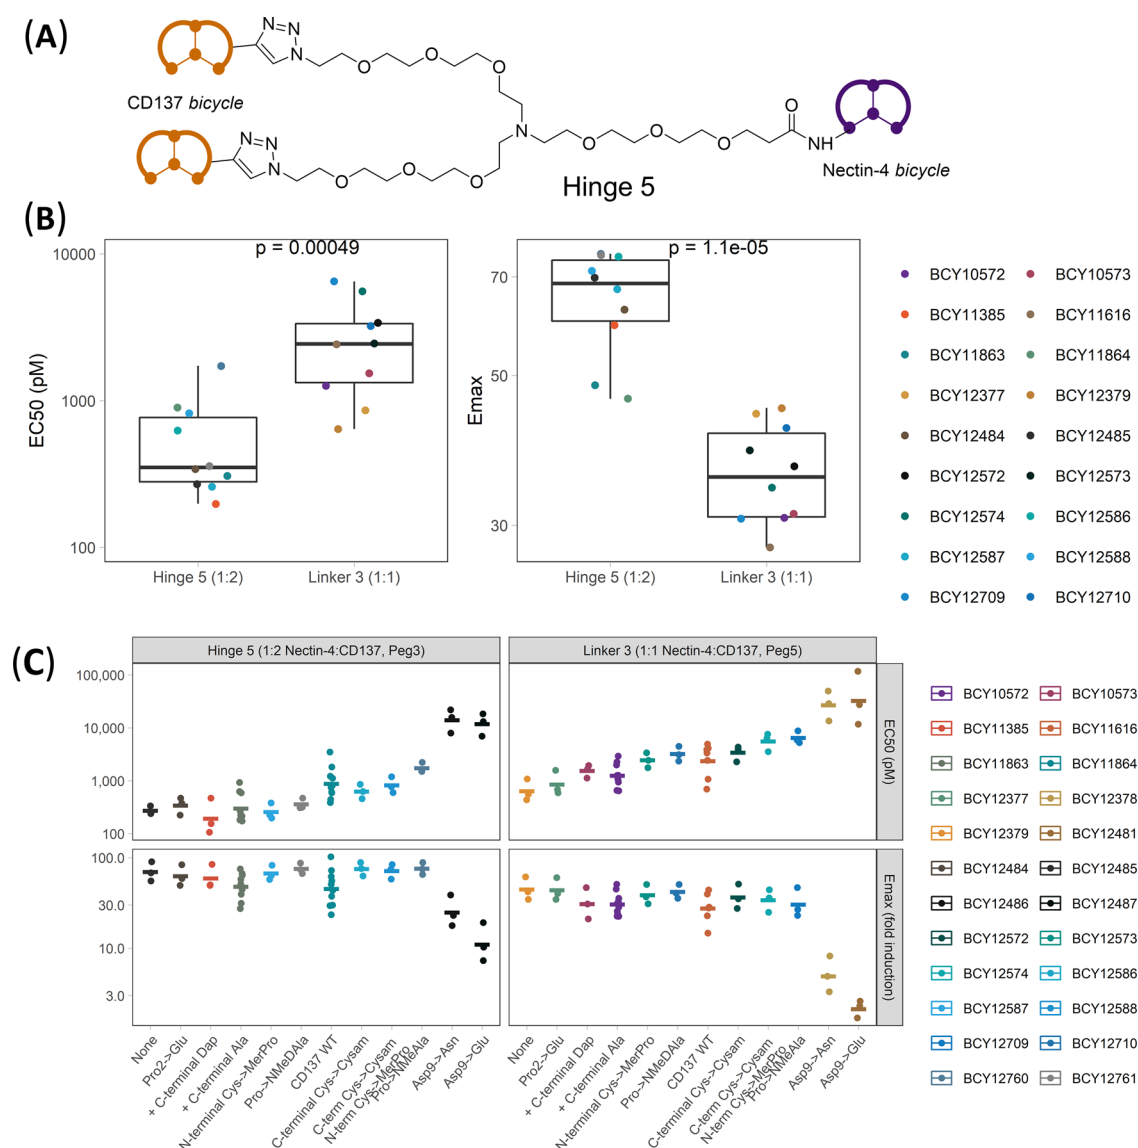 (A)
N
N
N
O
O
O
CD137 bicycle
N
N
N
N
O
O
O
O
O
O
O
NH
Nectin-4 bicycle
Hinge 5
(B)
EC50 (pM)
10000
1000
100
p = 0.00049
Hinge 5 (1:2)
Linker 3 (1:1)
Emax
70
50
30
p = 1.1e-05
Hinge 5 (1:2)
Linker 3 (1:1)
BCY10572 BCY10573
BCY11385 BCY11616
BCY11863 BCY11864
BCY12377 BCY12379
BCY12484 BCY12485
BCY12572 BCY12573
BCY12574 BCY12586
BCY12587 BCY12588
BCY12709 BCY12710
(C)
Hinge 5 (1:2 Nectin-4:CD137, Peg3)
Linker 3 (1:1 Nectin-4:CD137, Peg5)
100,000
10,000
1,000
100
EC50 (pM)
100.0
30.0
10.0
3.0
Emax (fold induction)
None
Pro2->Glu
+ C-terminal Dap
+ C-terminal Ala
N-terminal Cys->MerPro
Pro->NMeDAla
CD137 WT
C-terminal Cys->Cysam
C-term Cys->Cysam
N-term Cys->MerPro
Pro->NMeAla
Asp9->Asn
Asp9->Glu
None
Pro2->Glu
+ C-terminal Dap
+ C-terminal Ala
N-terminal Cys->MerPro
Pro->NMeDAla
CD137 WT
C-terminal Cys->Cysam
C-term Cys->Cysam
N-term Cys->MerPro
Pro->NMeAla
Asp9->Asn
Asp9->Glu
BCY10572 BCY10573
BCY11385 BCY11616
BCY11863 BCY11864
BCY12377 BCY12378
BCY12379 BCY12481
BCY12484 BCY12485
BCY12486 BCY12487
BCY12572 BCY12573
BCY12574 BCY12586
BCY12587 BCY12588
BCY12709 BCY12710
BCY12760 BCY12761